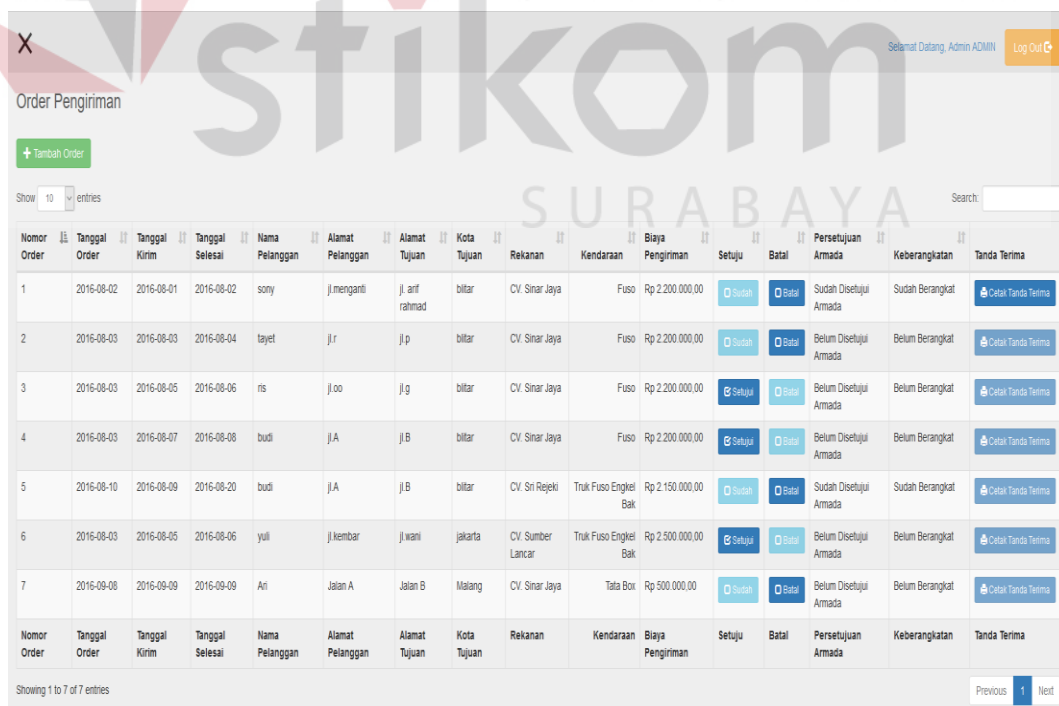 stikom
SURABAYA
X
Selamat Datang, Admin ADMIN
Log Out
Order Pengiriman
+ Tambah Order
Show 10 entries
Search:
Nomor Order Tanggal Order Tanggal Kirim Tanggal Selesai Nama Pelanggan Alamat Pelanggan Alamat Tujuan Kota Tujuan Rekanan Kendaraan Biaya Pengiriman Setuju Batal Persetujuan Armada Keberangkatan Tanda Terima
1 2016-08-02 2016-08-01 2016-08-02 sony jl.menganti jl. arif rahmad blitar CV. Sinar Jaya Fuso Rp 2.200.000,00 Sudah Batal Sudah Disetujui Armada Sudah Berangkat Cetak Tanda Terima
2 2016-08-03 2016-08-03 2016-08-04 tayet jl.r jl.p blitar CV. Sinar Jaya Fuso Rp 2.200.000,00 Sudah Batal Belum Disetujui Armada Belum Berangkat Cetak Tanda Terima
3 2016-08-03 2016-08-05 2016-08-06 ris jl.oo jl.g blitar CV. Sinar Jaya Fuso Rp 2.200.000,00 Setujui Batal Belum Disetujui Armada Belum Berangkat Cetak Tanda Terima
4 2016-08-03 2016-08-07 2016-08-08 budi jl.A jl.B blitar CV. Sinar Jaya Fuso Rp 2.200.000,00 Setujui Batal Belum Disetujui Armada Belum Berangkat Cetak Tanda Terima
5 2016-08-10 2016-08-09 2016-08-20 budi jl.A jl.B blitar CV. Sri Rejeki Truk Fuso Engkel Bak Rp 2.150.000,00 Sudah Batal Sudah Disetujui Armada Sudah Berangkat Cetak Tanda Terima
6 2016-08-03 2016-08-05 2016-08-06 yuli jl.kembar jl.wani jakarta CV. Sumber Lancar Truk Fuso Engkel Bak Rp 2.500.000,00 Setujui Batal Belum Disetujui Armada Belum Berangkat Cetak Tanda Terima
7 2016-09-08 2016-09-09 2016-09-09 Ari Jalan A Jalan B Malang CV. Sinar Jaya Tata Box Rp 500.000,00 Sudah Batal Belum Disetujui Armada Belum Berangkat Cetak Tanda Terima
Nomor Order Tanggal Order Tanggal Kirim Tanggal Selesai Nama Pelanggan Alamat Pelanggan Alamat Tujuan Kota Tujuan Rekanan Kendaraan Biaya Pengiriman Setuju Batal Persetujuan Armada Keberangkatan Tanda Terima
Showing 1 to 7 of 7 entries
Previous 1 Next